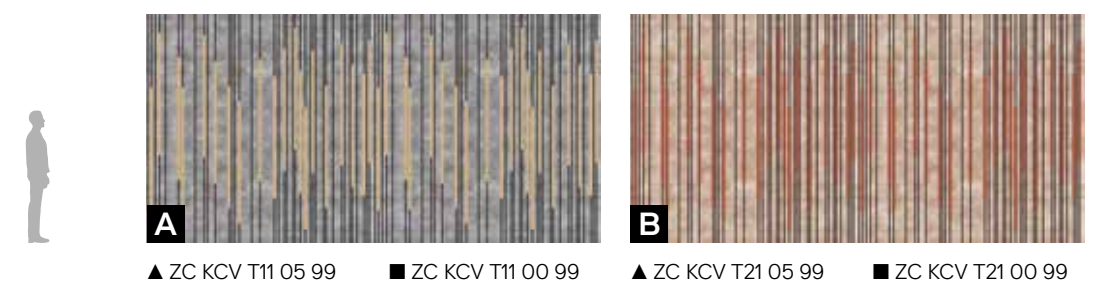 A
B
▲ ZC KCV T11 05 99 ■ ZC KCV T11 00 99 ▲ ZC KCV T21 05 99 ■ ZC KCV T21 00 99